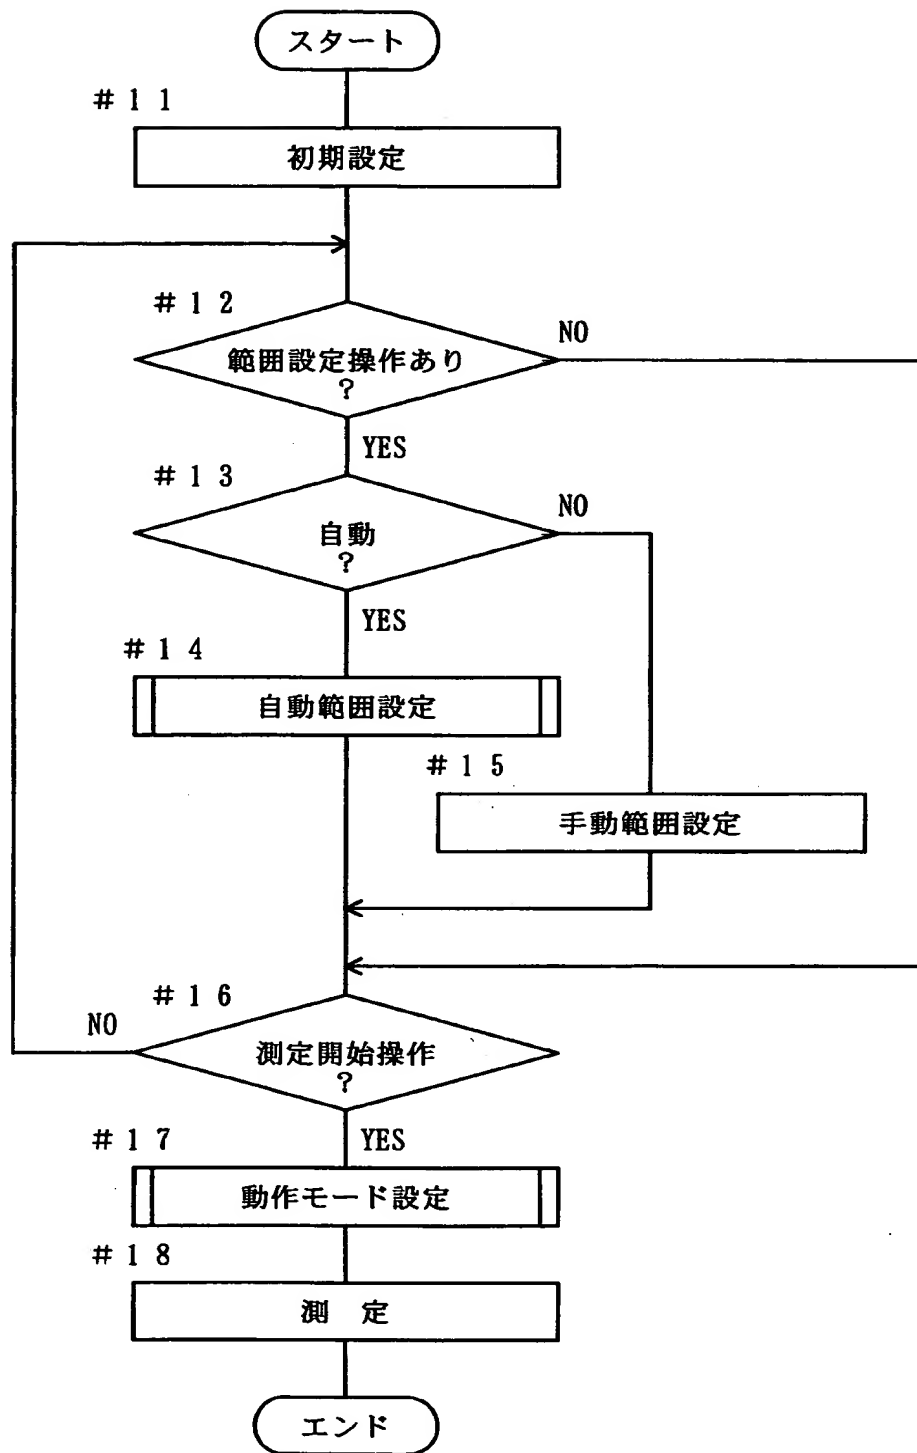 スタート
＃１１
初期設定
＃１２
範囲設定操作あり
？
NO
YES
＃１３
自動
？
NO
YES
＃１４
自動範囲設定
＃１５
手動範囲設定
＃１６
測定開始操作
？
NO
YES
＃１７
動作モード設定
＃１８
測　定
エンド